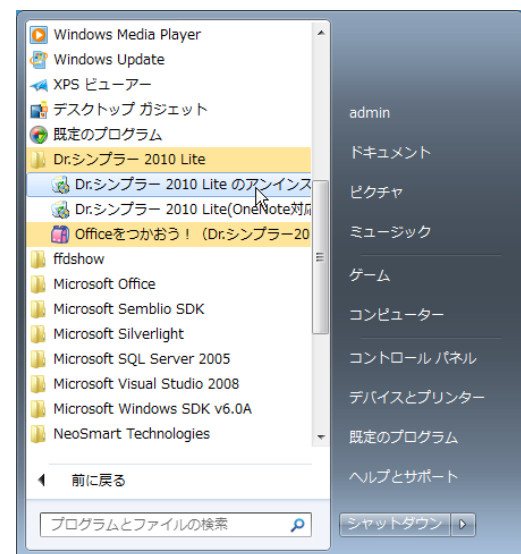 Windows Media Player
Windows Update
XPS ビューアー
デスクトップ ガジェット
既定のプログラム
Dr.シンプラー 2010 Lite
Dr.シンプラー 2010 Lite のアンインス
Dr.シンプラー 2010 Lite(OneNote対応
Officeをつかおう！（Dr.シンプラー20
ffdshow
Microsoft Office
Microsoft Semblio SDK
Microsoft Silverlight
Microsoft SQL Server 2005
Microsoft Visual Studio 2008
Microsoft Windows SDK v6.0A
NeoSmart Technologies
前に戻る
プログラムとファイルの検索
admin
ドキュメント
ピクチャ
ミュージック
ゲーム
コンピューター
コントロール パネル
デバイスとプリンター
既定のプログラム
ヘルプとサポート
シャットダウン